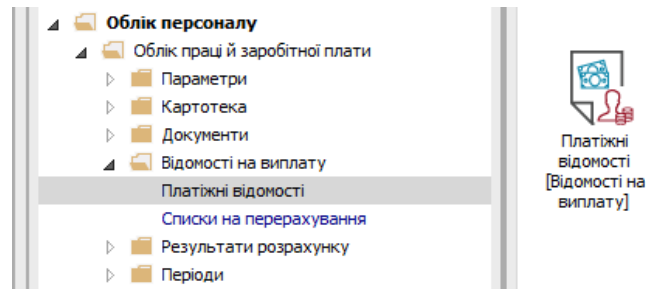 Облік персоналу
Облік праці й заробітної плати
Параметри
Картотека
Документи
Відомості на виплату
Платіжні відомості
Списки на перерахування
Результати розрахунку
Періоди
Платіжні
відомості
[Відомості на
виплату]